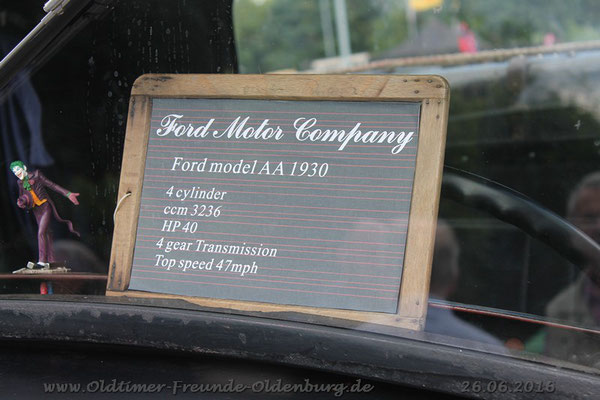 Ford Motor Company
Ford model AA 1930
4 cylinder
ccm 3236
HP 40
4 gear Transmission
Top speed 47mph
www.Oldtimer-Freunde-Oldenburg.de 26.06.2016